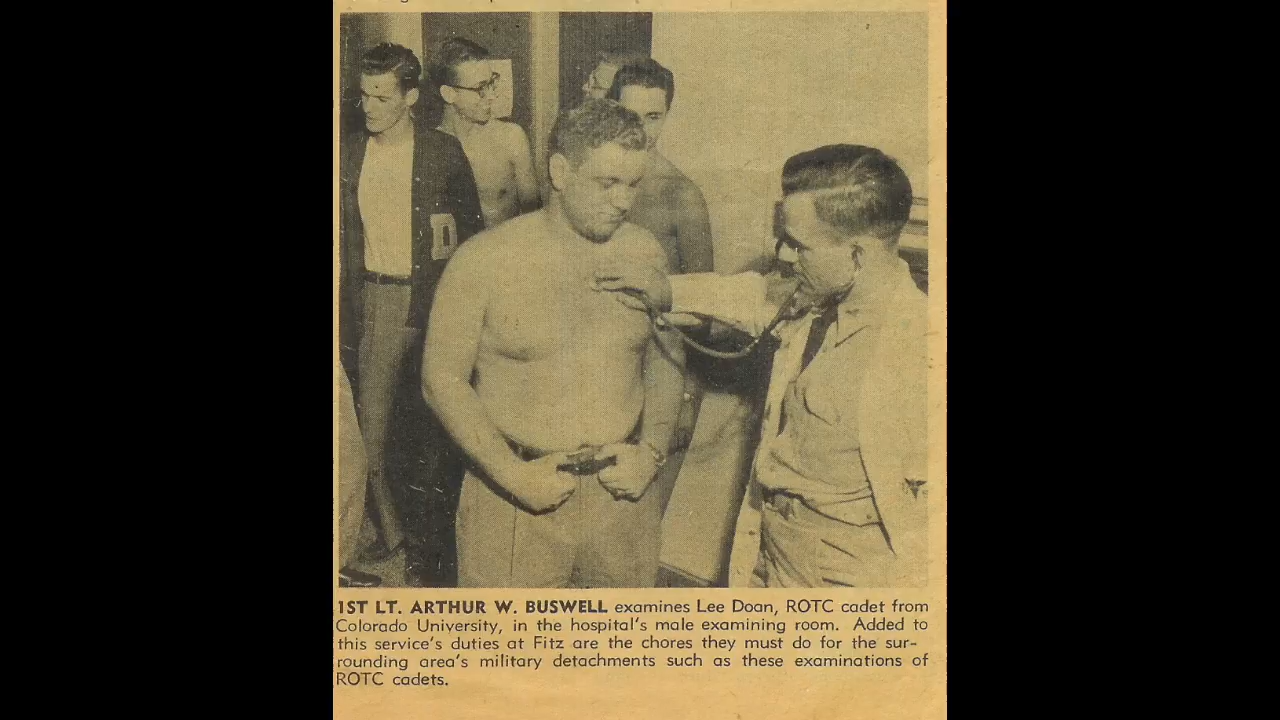 D
1ST LT. ARTHUR W. BUSWELL examines Lee Doan, ROTC cadet from
Colorado University, in the hospital's male examining room. Added to
this service's duties at Fitz are the chores they must do for the sur-
rounding area's military detachments such as these examinations of
ROTC cadets.